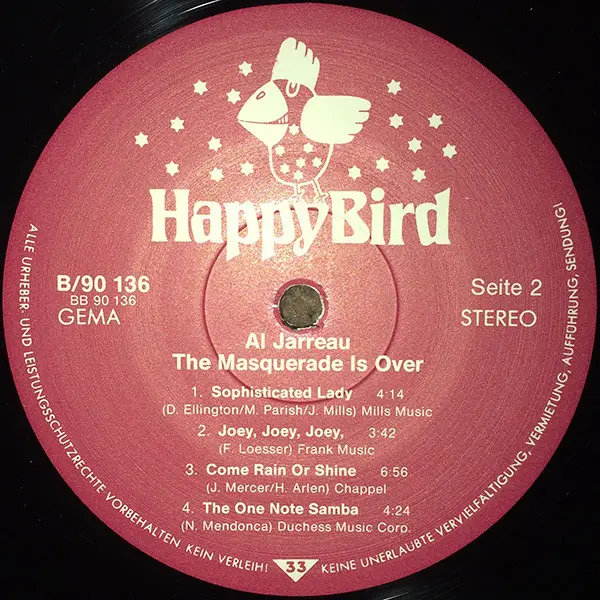 HappyBird
B/90 136
BB 90 136
GEMA
Seite 2
STEREO
Al Jarreau
The Masquerade Is Over
1. Sophisticated Lady 4:14
(D. Ellington/M. Parish/J. Mills) Mills Music
2. Joey, Joey, Joey, 3:42
(F. Loesser) Frank Music
3. Come Rain Or Shine 6:56
(J. Mercer/H. Arlen) Chappel
4. The One Note Samba 4:24
(N. Mendonca) Duchess Music Corp.
ALLE URHEBER- UND LEISTUNGSSCHUTZRECHTE VORBEHALTEN. KEIN VERLEIH! KEINE UNERLAUBTE VERVIELFÄLTIGUNG, VERMIETUNG, AUFFÜHRUNG, SENDUNG!
33